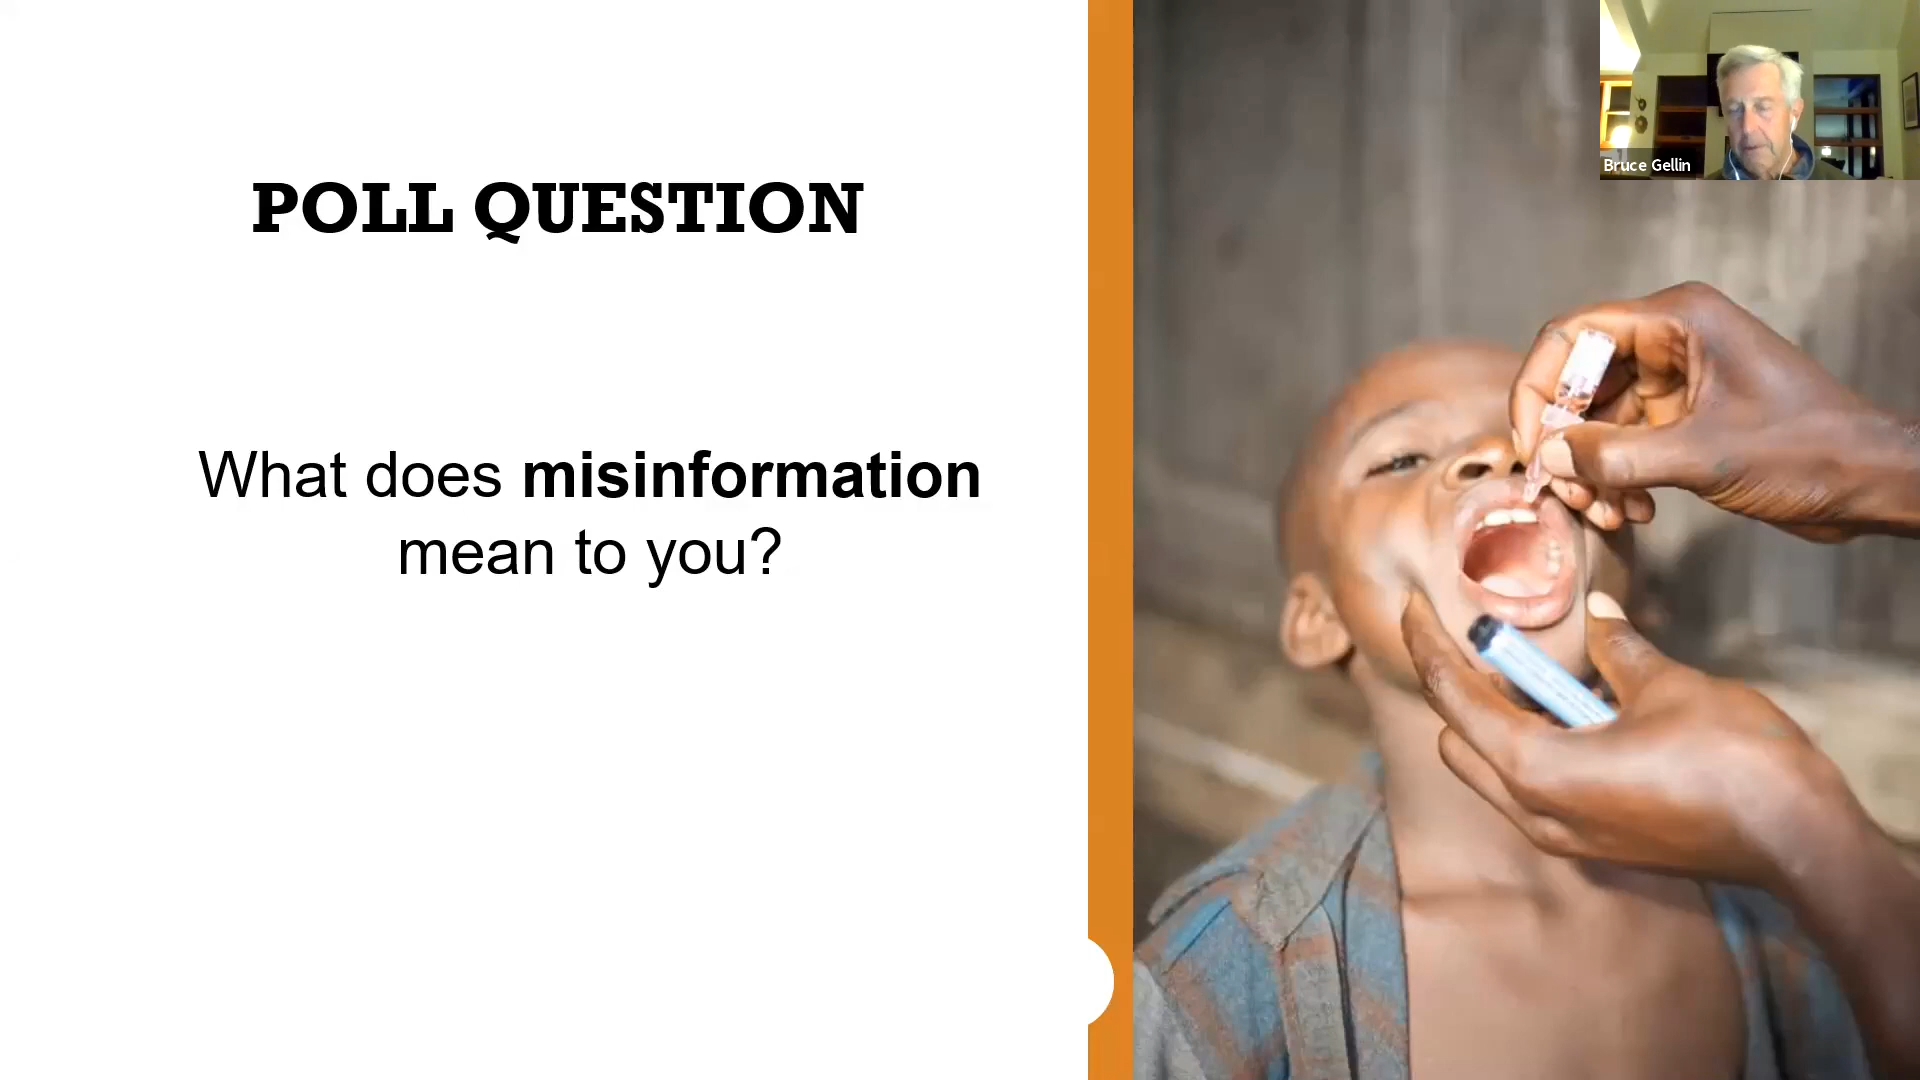 POLL QUESTION
What does misinformation
mean to you?
Bruce Gellin